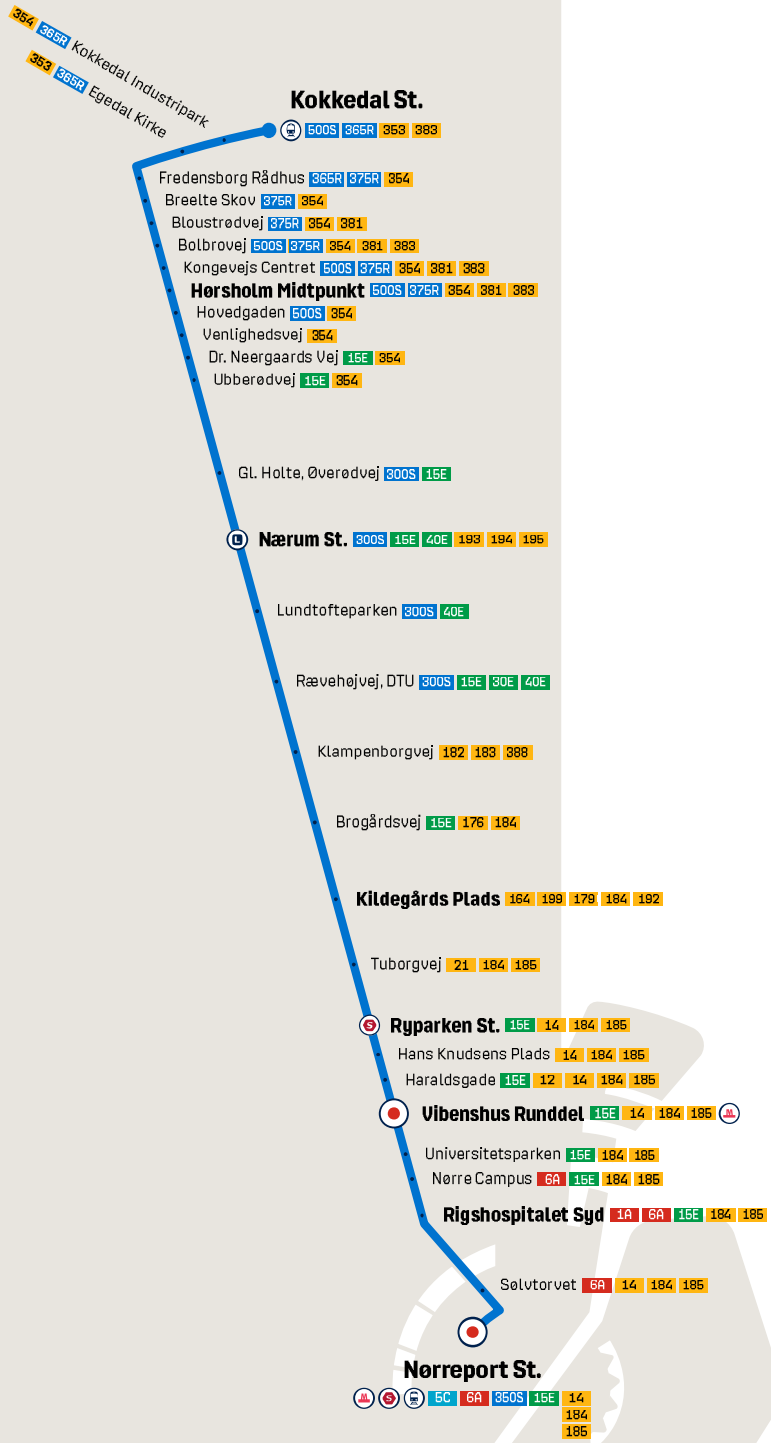 354 365R Kokkedal Industripark
353 365R Egedal Kirke
Kokkedal St.
500S 365R 353 383
Fredensborg Rådhus 365R 375R 354
Breelte Skov 375R 354
Bloustrødvej 375R 354 381
Bolbrovej 500S 375R 354 381 383
Kongevejs Centret 500S 375R 354 381 383
Hørsholm Midtpunkt 500S 375R 354 381 383
Hovedgaden 500S 354
Venlighedsvej 354
Dr. Neergaards Vej 15E 354
Ubberødvej 15E 354
Gl. Holte, Øverødvej 300S 15E
L Nærum St. 300S 15E 40E 193 194 195
Lundtofteparken 300S 40E
Rævehøjvej, DTU 300S 15E 30E 40E
Klampenborgvej 182 183 388
Brogårdsvej 15E 176 184
Kildegårds Plads 164 199 179 184 192
Tuborgvej 21 184 185
S Ryparken St. 15E 14 184 185
Hans Knudsens Plads 14 184 185
Haraldsgade 15E 12 14 184 185
Vibenshus Runddel 15E 14 184 185 M
Universitetsparken 15E 184 185
Nørre Campus 6A 15E 184 185
Rigshospitalet Syd 1A 6A 15E 184 185
Sølvtorvet 6A 14 184 185
Nørreport St.
M S 5C 6A 350S 15E 14
184
185